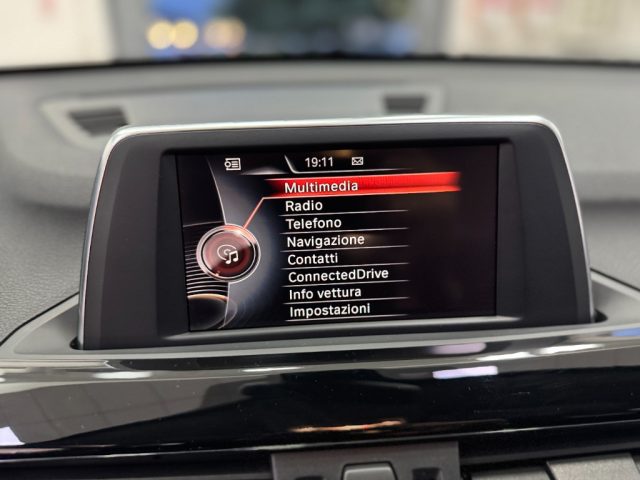 19:11
Multimedia
Radio
Telefono
Navigazione
Contatti
ConnectedDrive
Info vettura
Impostazioni